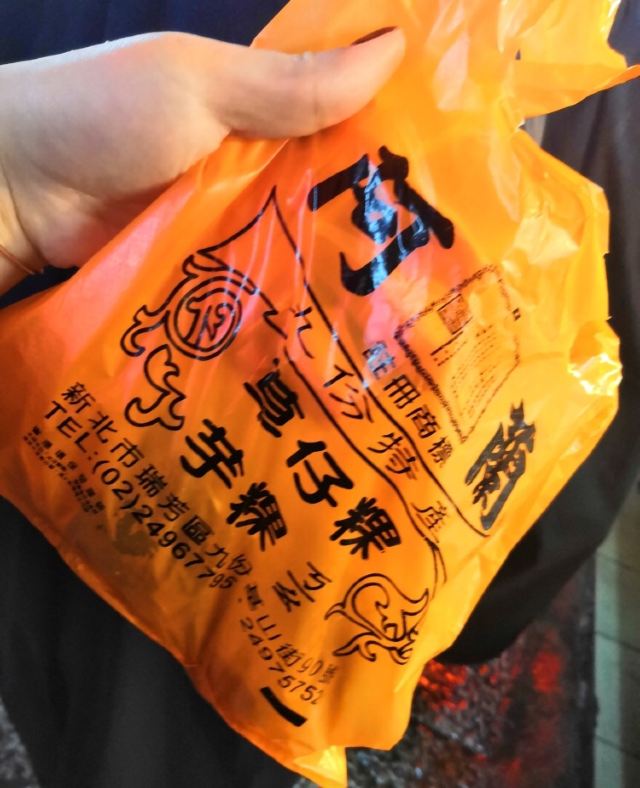 阿蘭
註冊商標
九份特產
草仔粿
芋粿
新北市瑞芳區九份基山街90號
TEL:(02)24967795 . 24975752